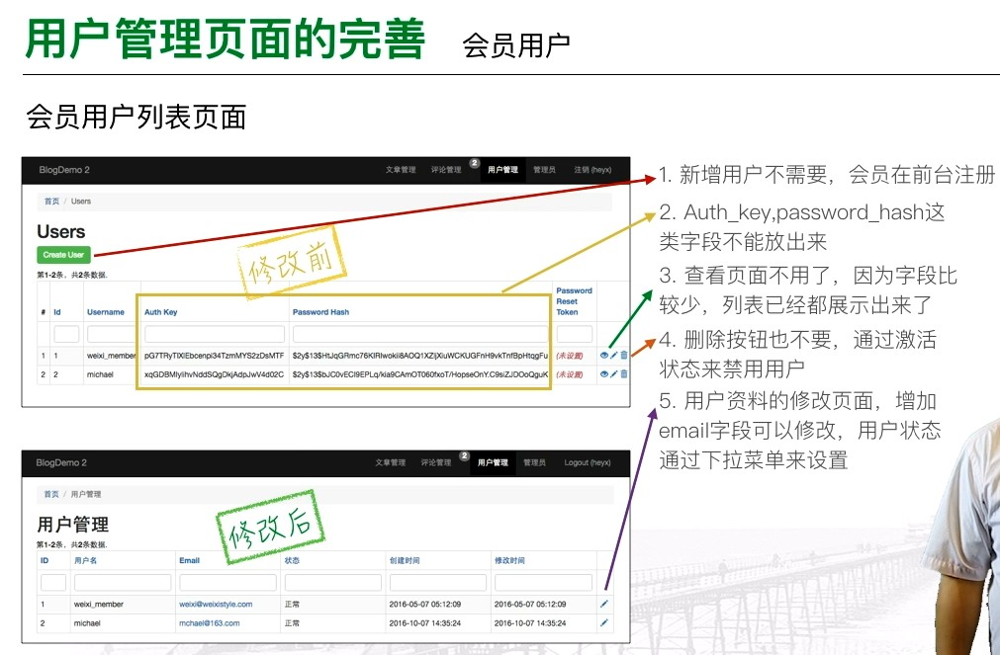 用户管理页面的完善 会员用户
会员用户列表页面
BlogDemo 2 文章管理 评论管理 2 用户管理 管理员 注销 (heyx)
首页 / Users
Users
Create User
第1-2条，共2条数据.
修改前
# Id Username Auth Key Password Hash Password Reset Token
1 1 weixi_member (未设置)
2 2 michael (未设置)
1. 新增用户不需要，会员在前台注册
2. Auth_key,password_hash这
类字段不能放出来
3. 查看页面不用了，因为字段比
较少，列表已经都展示出来了
4. 删除按钮也不要，通过激活
状态来禁用用户
5. 用户资料的修改页面，增加
email字段可以修改，用户状态
通过下拉菜单来设置
BlogDemo 2 文章管理 评论管理 2 用户管理 管理员 Logout (heyx)
首页 / 用户管理
用户管理
修改后
第1-2条，共2条数据.
ID 用户名 Email 状态 创建时间 修改时间
1 weixi_member weixi@weixistyle.com 正常 2016-05-07 05:12:09 2016-05-07 05:12:09
2 michael mchael@163.com 正常 2016-10-07 14:35:24 2016-10-07 14:35:24